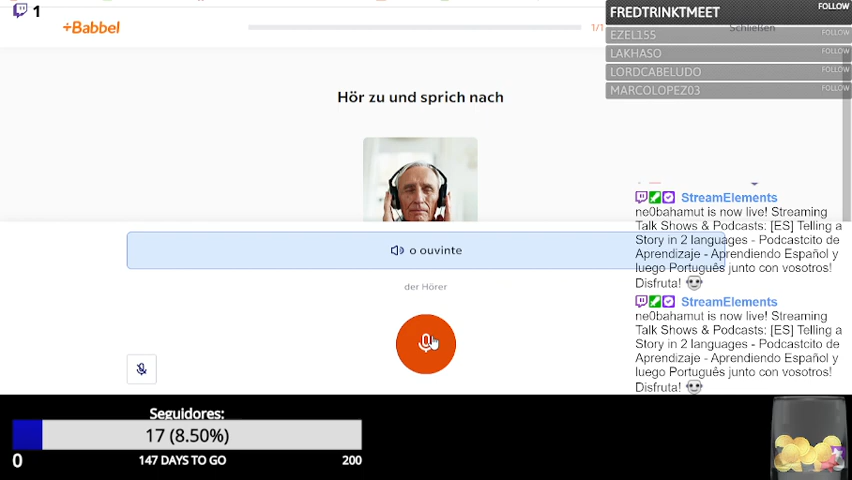 1
+Babbel
1/1
Schließen
FREDTRINKTMEET FOLLOW
EZEL155 FOLLOW
LAKHASO FOLLOW
LORDCABELUDO FOLLOW
MARCOLOPEZ03 FOLLOW
Hör zu und sprich nach
o ouvinte
der Hörer
StreamElements
ne0bahamut is now live! Streaming
Talk Shows & Podcasts: [ES] Telling a
Story in 2 languages - Podcastcito de
Aprendizaje - Aprendiendo Español y
luego Português junto con vosotros!
Disfruta!
StreamElements
ne0bahamut is now live! Streaming
Talk Shows & Podcasts: [ES] Telling a
Story in 2 languages - Podcastcito de
Aprendizaje - Aprendiendo Español y
luego Português junto con vosotros!
Disfruta!
Seguidores:
17 (8.50%)
0 147 DAYS TO GO 200